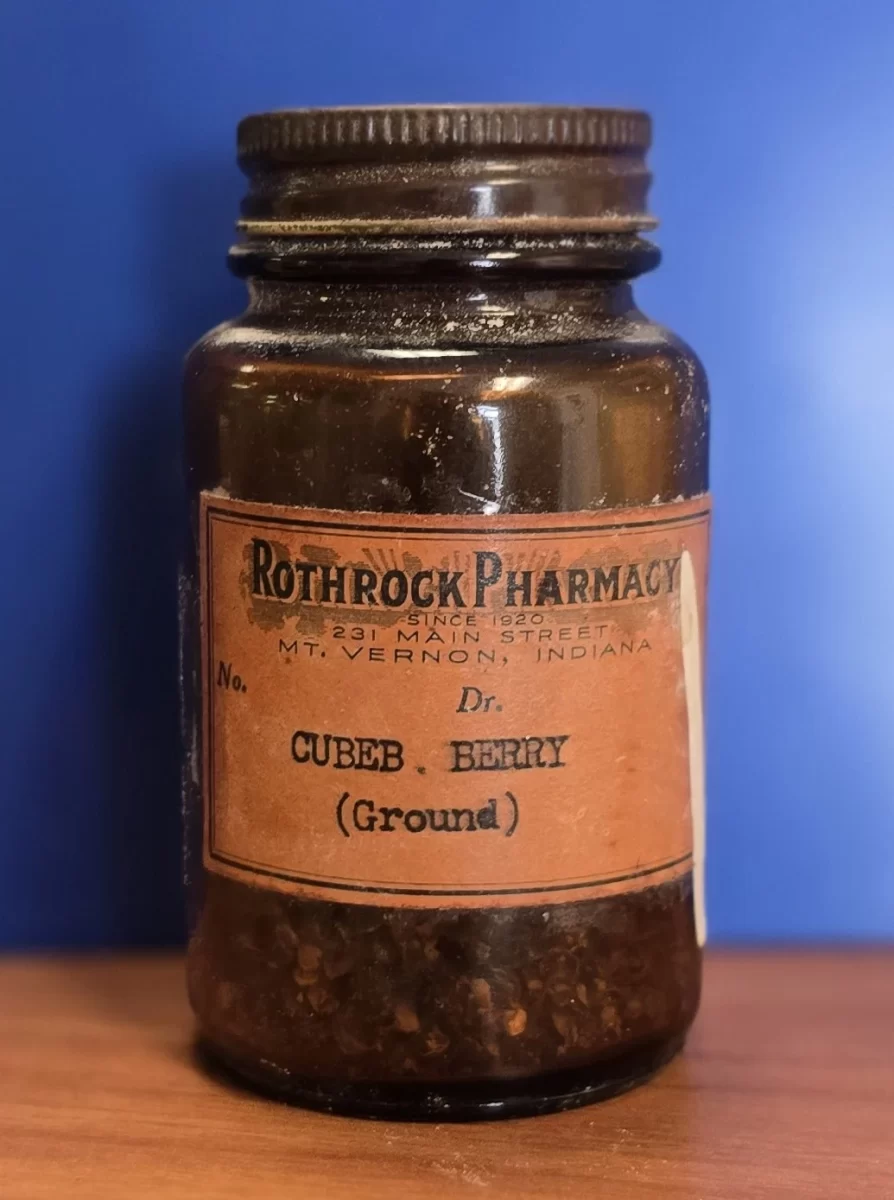 ROTHROCK PHARMACY
SINCE 1920
231 MAIN STREET
MT. VERNON, INDIANA
No.
Dr.
CUBEB . BERRY
(Ground)